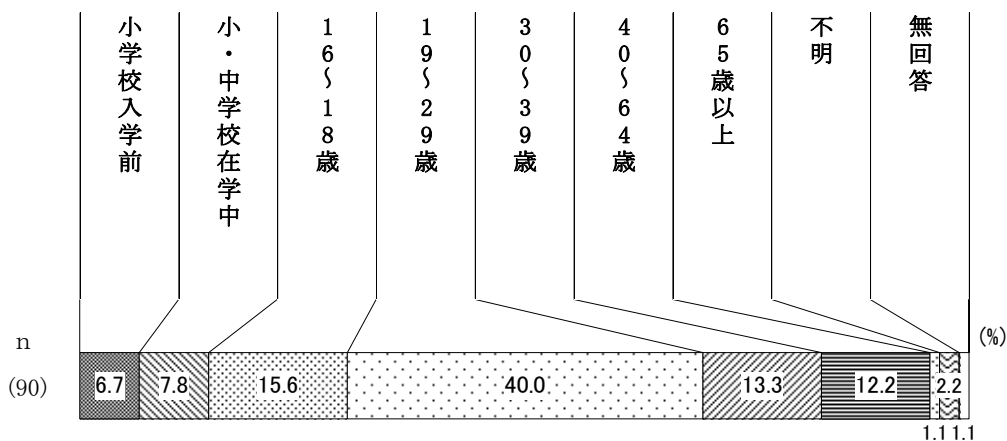 小学校入学前
小・中学校在学中
16～18歳
19～29歳
30～39歳
40～64歳
65歳以上
不明
無回答
(%)
n
(90)
6.7
7.8
15.6
40.0
13.3
12.2
2.2
1.1
1.1